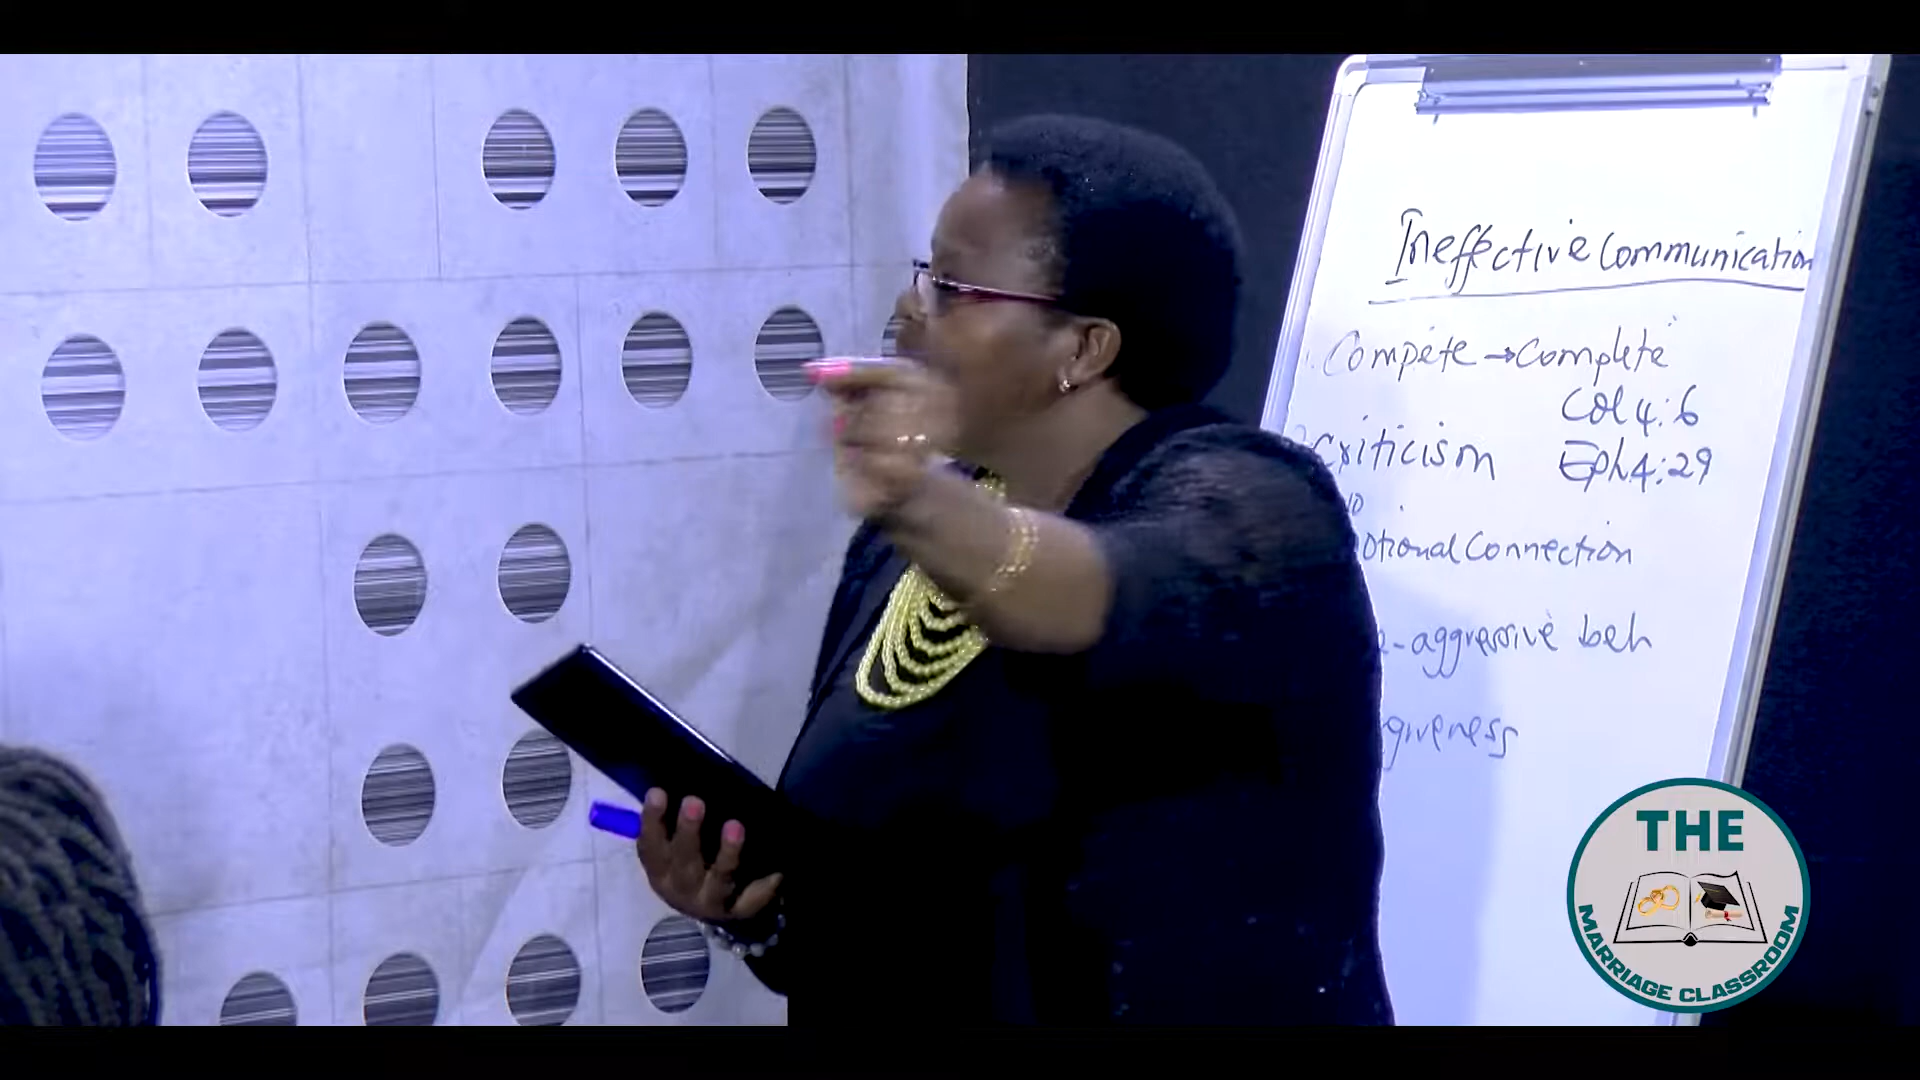 Ineffective Communication
Compete → Complete
Col 4:6
Criticism Eph 4:29
otional Connection
e-aggressive beh
giveness
THE
MARRIAGE CLASSROOM